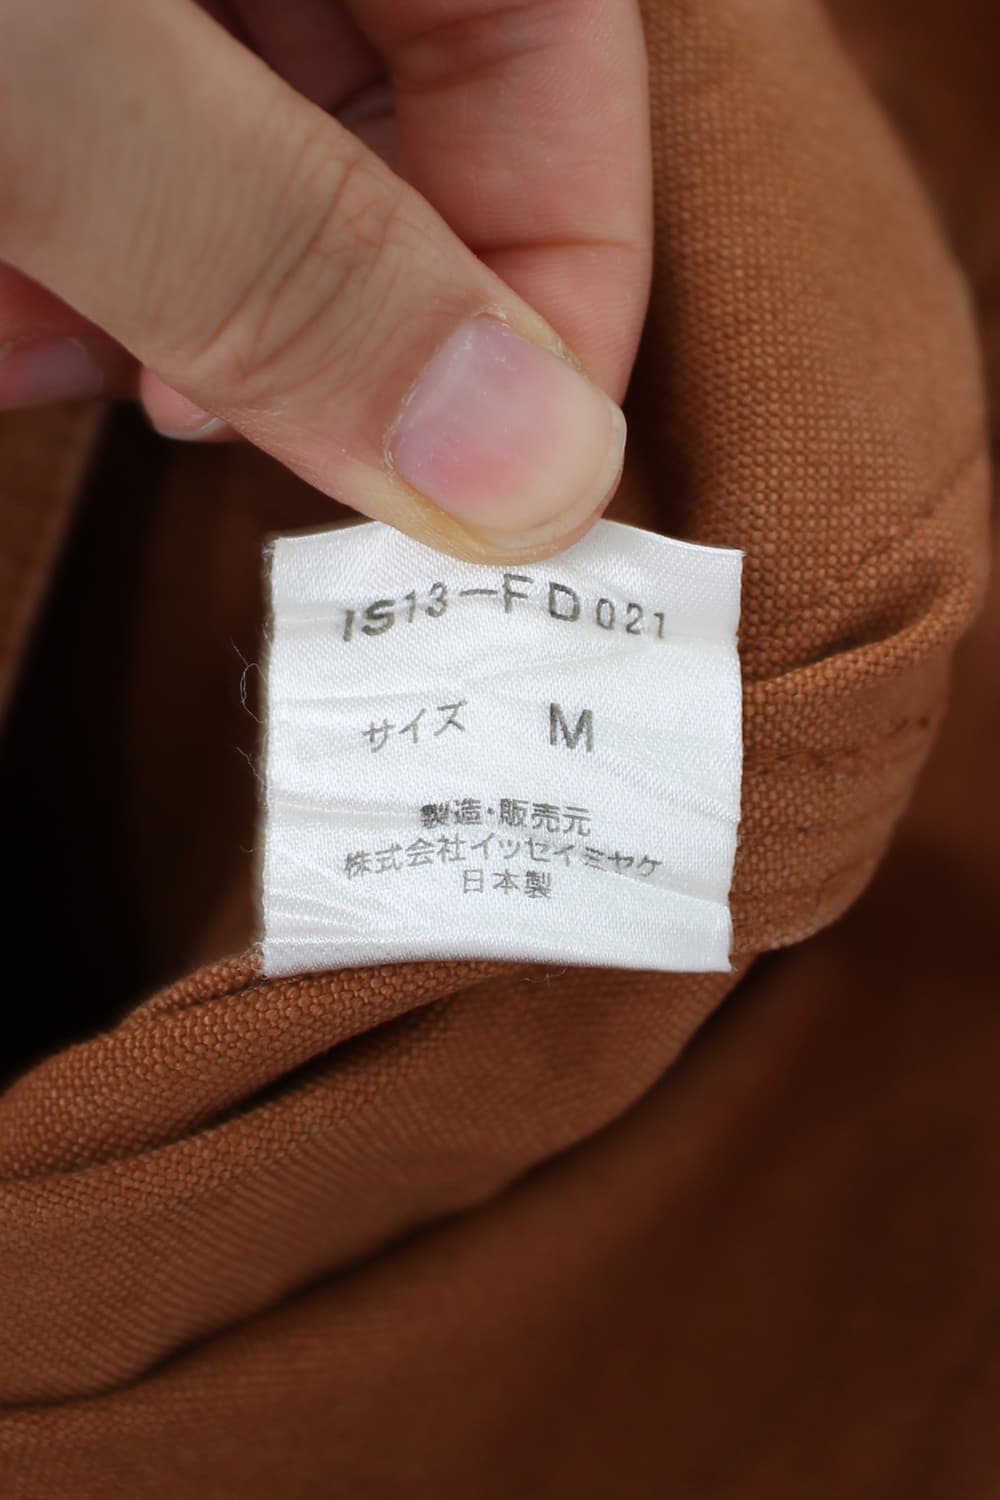 IS13-FD021
サイズ M
製造・販売元
株式会社イッセイミヤケ
日本製